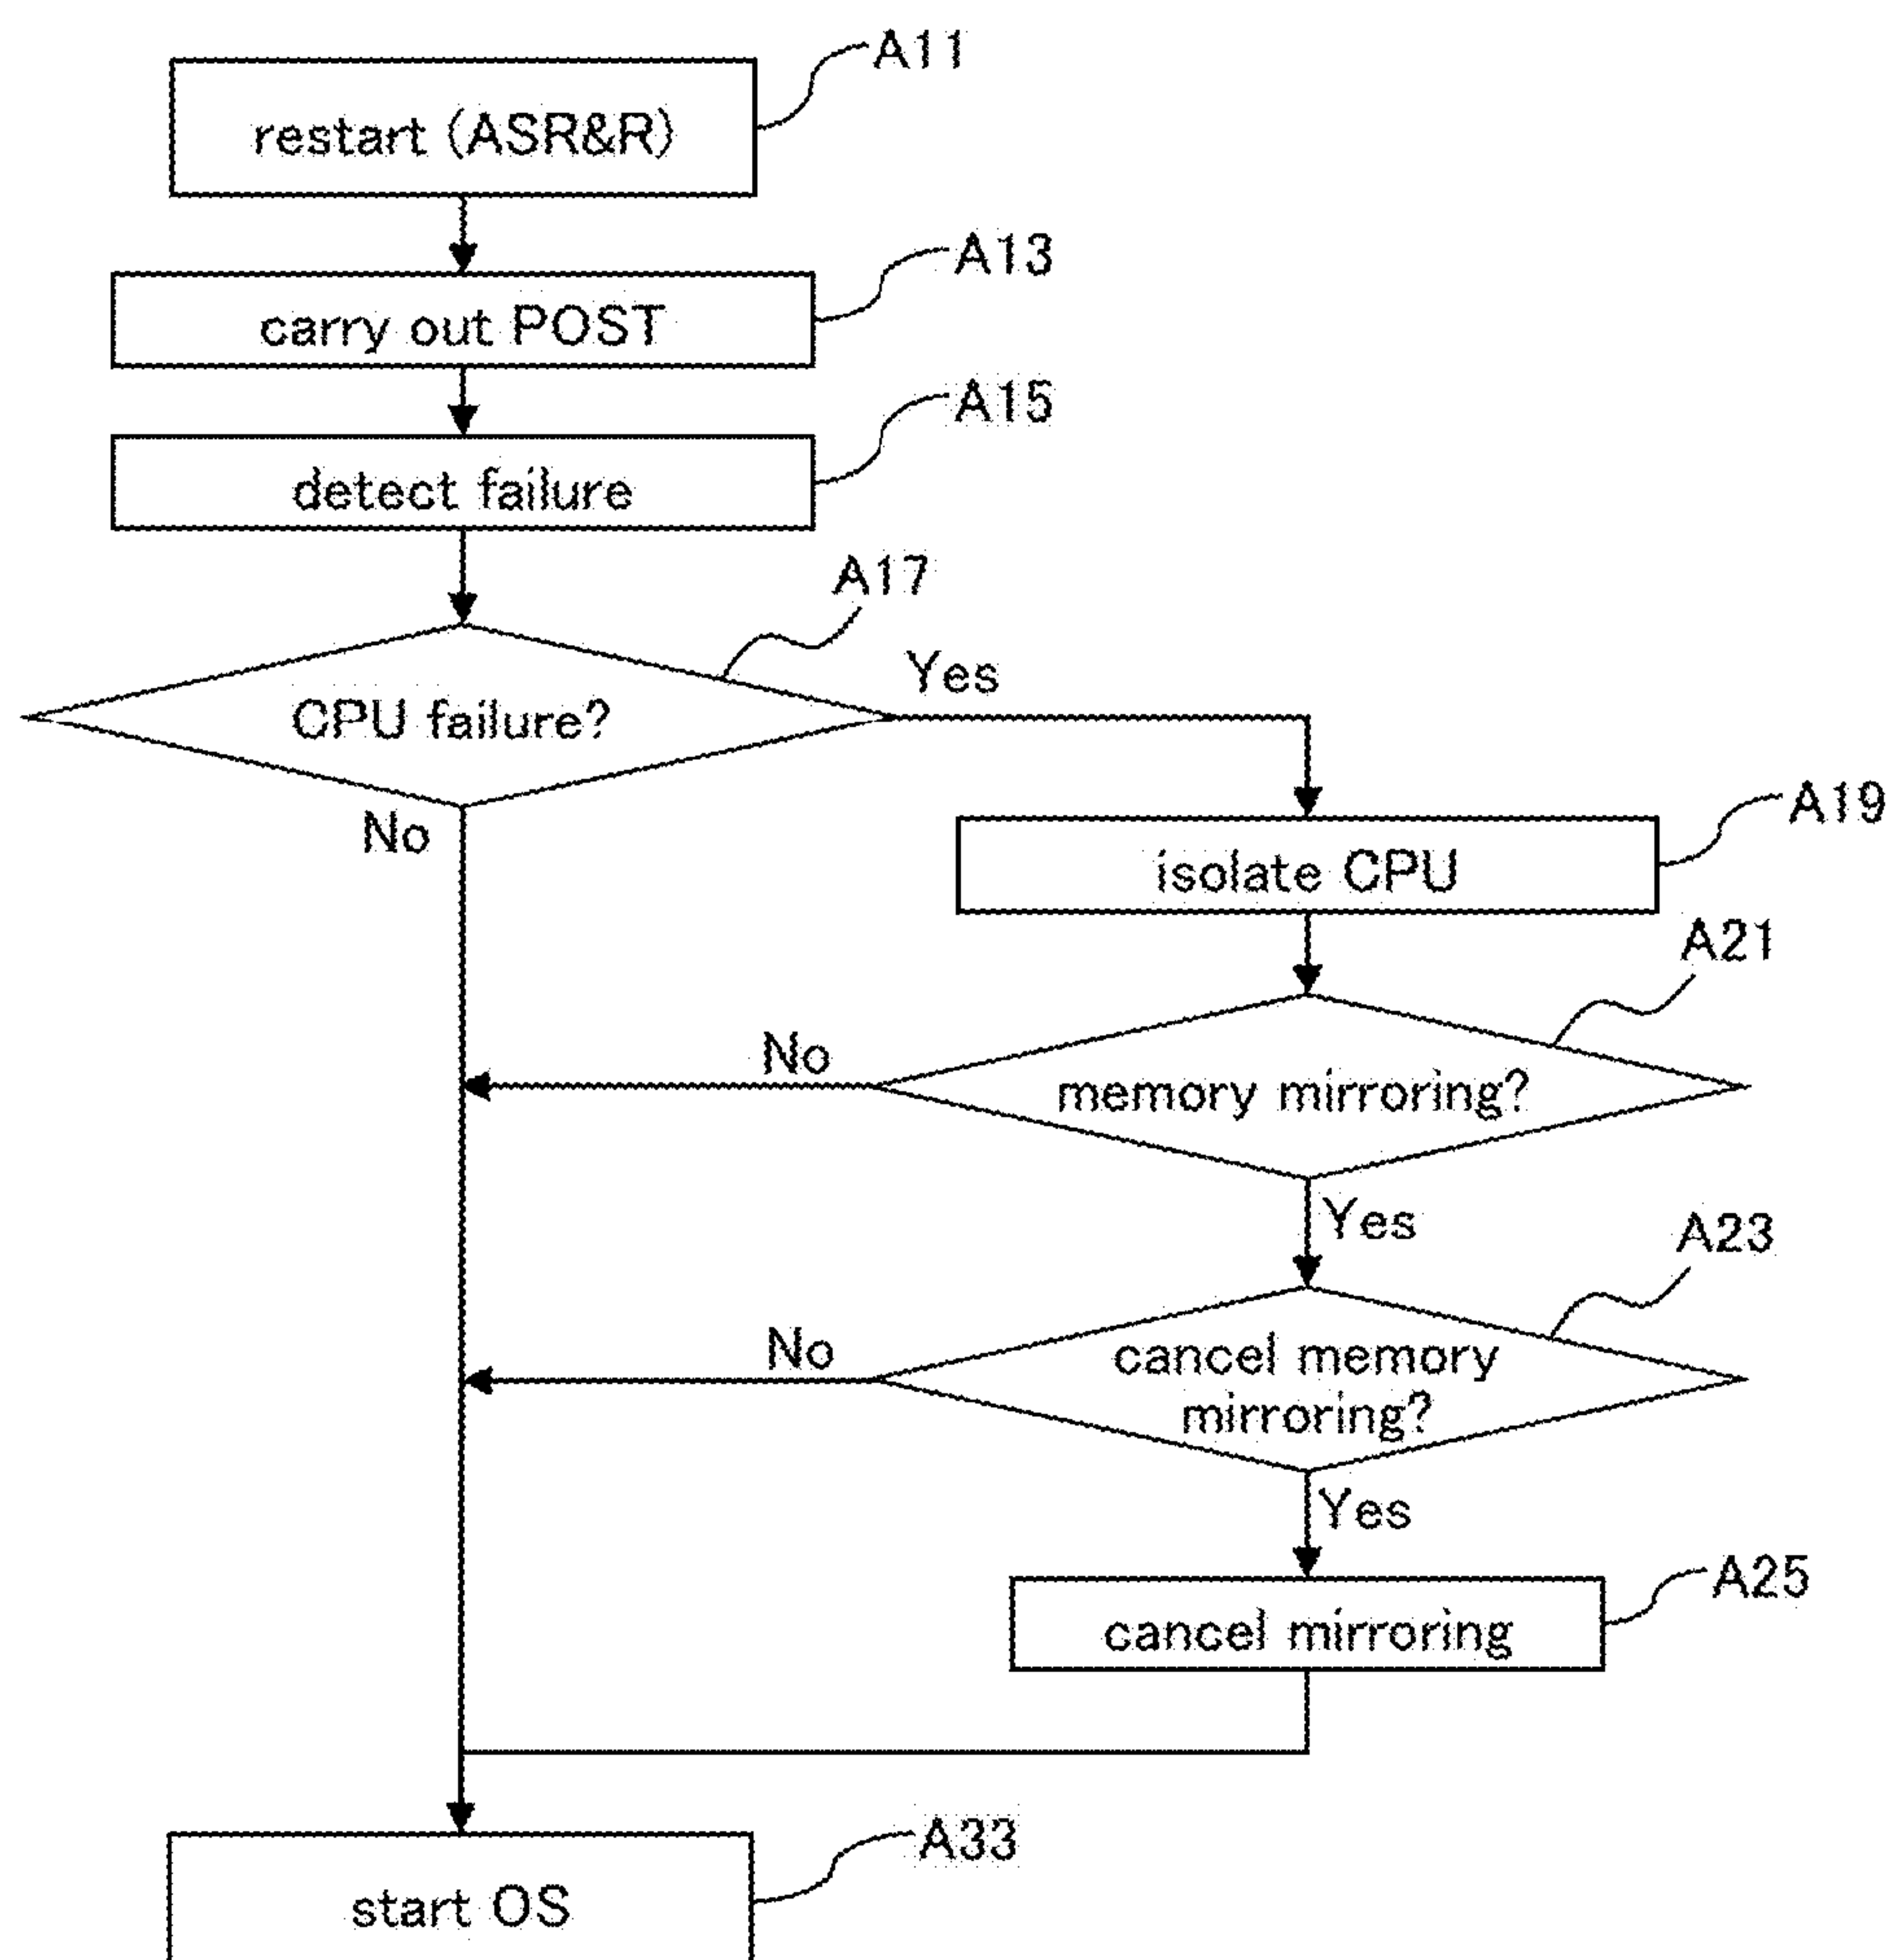 A11
restart (ASR&R)
A13
carry out POST
A15
detect failure
A17
CPU failure?
Yes
No
A19
isolate CPU
A21
No
memory mirroring?
Yes
A23
No
cancel memory
mirroring?
Yes
A25
cancel mirroring
A33
start OS